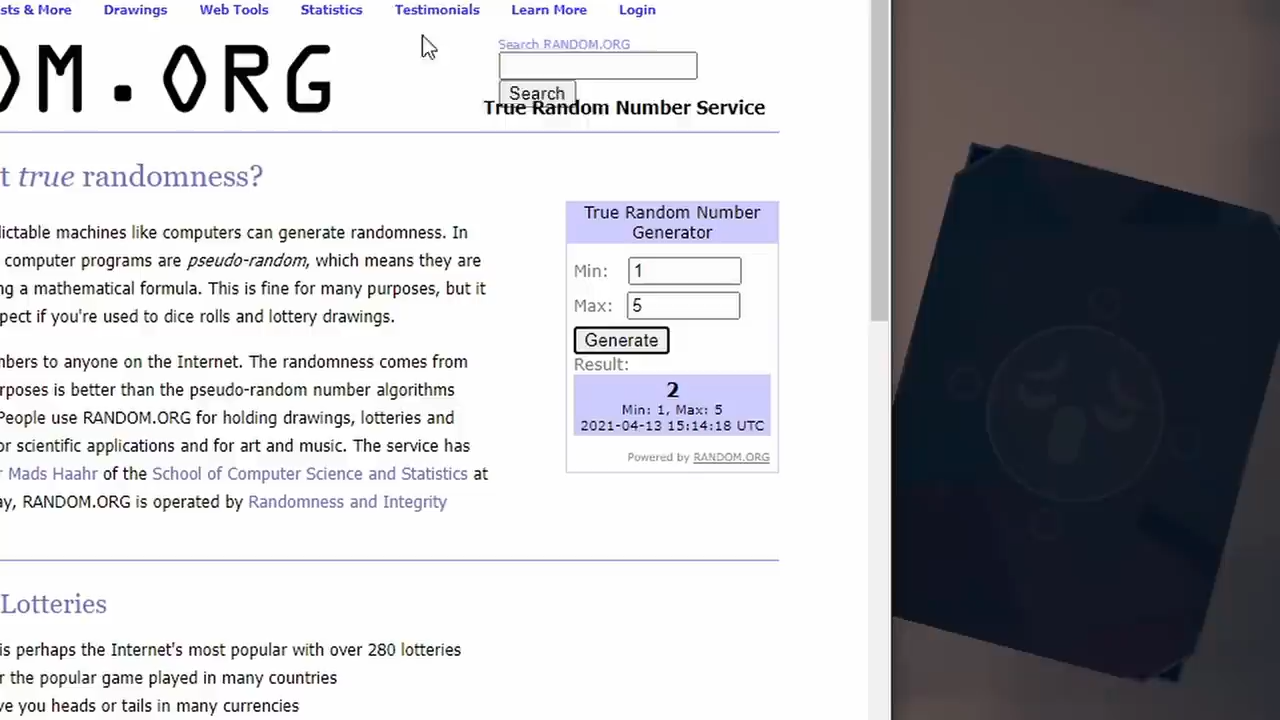 sts & More Drawings Web Tools Statistics Testimonials Learn More Login
Search RANDOM.ORG
Search
OM.ORG
True Random Number Service
t true randomness?
True Random Number
Generator
Min: 1
Max: 5
Generate
Result:
2
Min: 1, Max: 5
2021-04-13 15:14:18 UTC
Powered by RANDOM.ORG
ictable machines like computers can generate randomness. In
computer programs are pseudo-random, which means they are
ng a mathematical formula. This is fine for many purposes, but it
pect if you're used to dice rolls and lottery drawings.
mbers to anyone on the Internet. The randomness comes from
rposes is better than the pseudo-random number algorithms
People use RANDOM.ORG for holding drawings, lotteries and
or scientific applications and for art and music. The service has
r Mads Haahr of the School of Computer Science and Statistics at
ay, RANDOM.ORG is operated by Randomness and Integrity
Lotteries
is perhaps the Internet's most popular with over 280 lotteries
r the popular game played in many countries
ve you heads or tails in many currencies